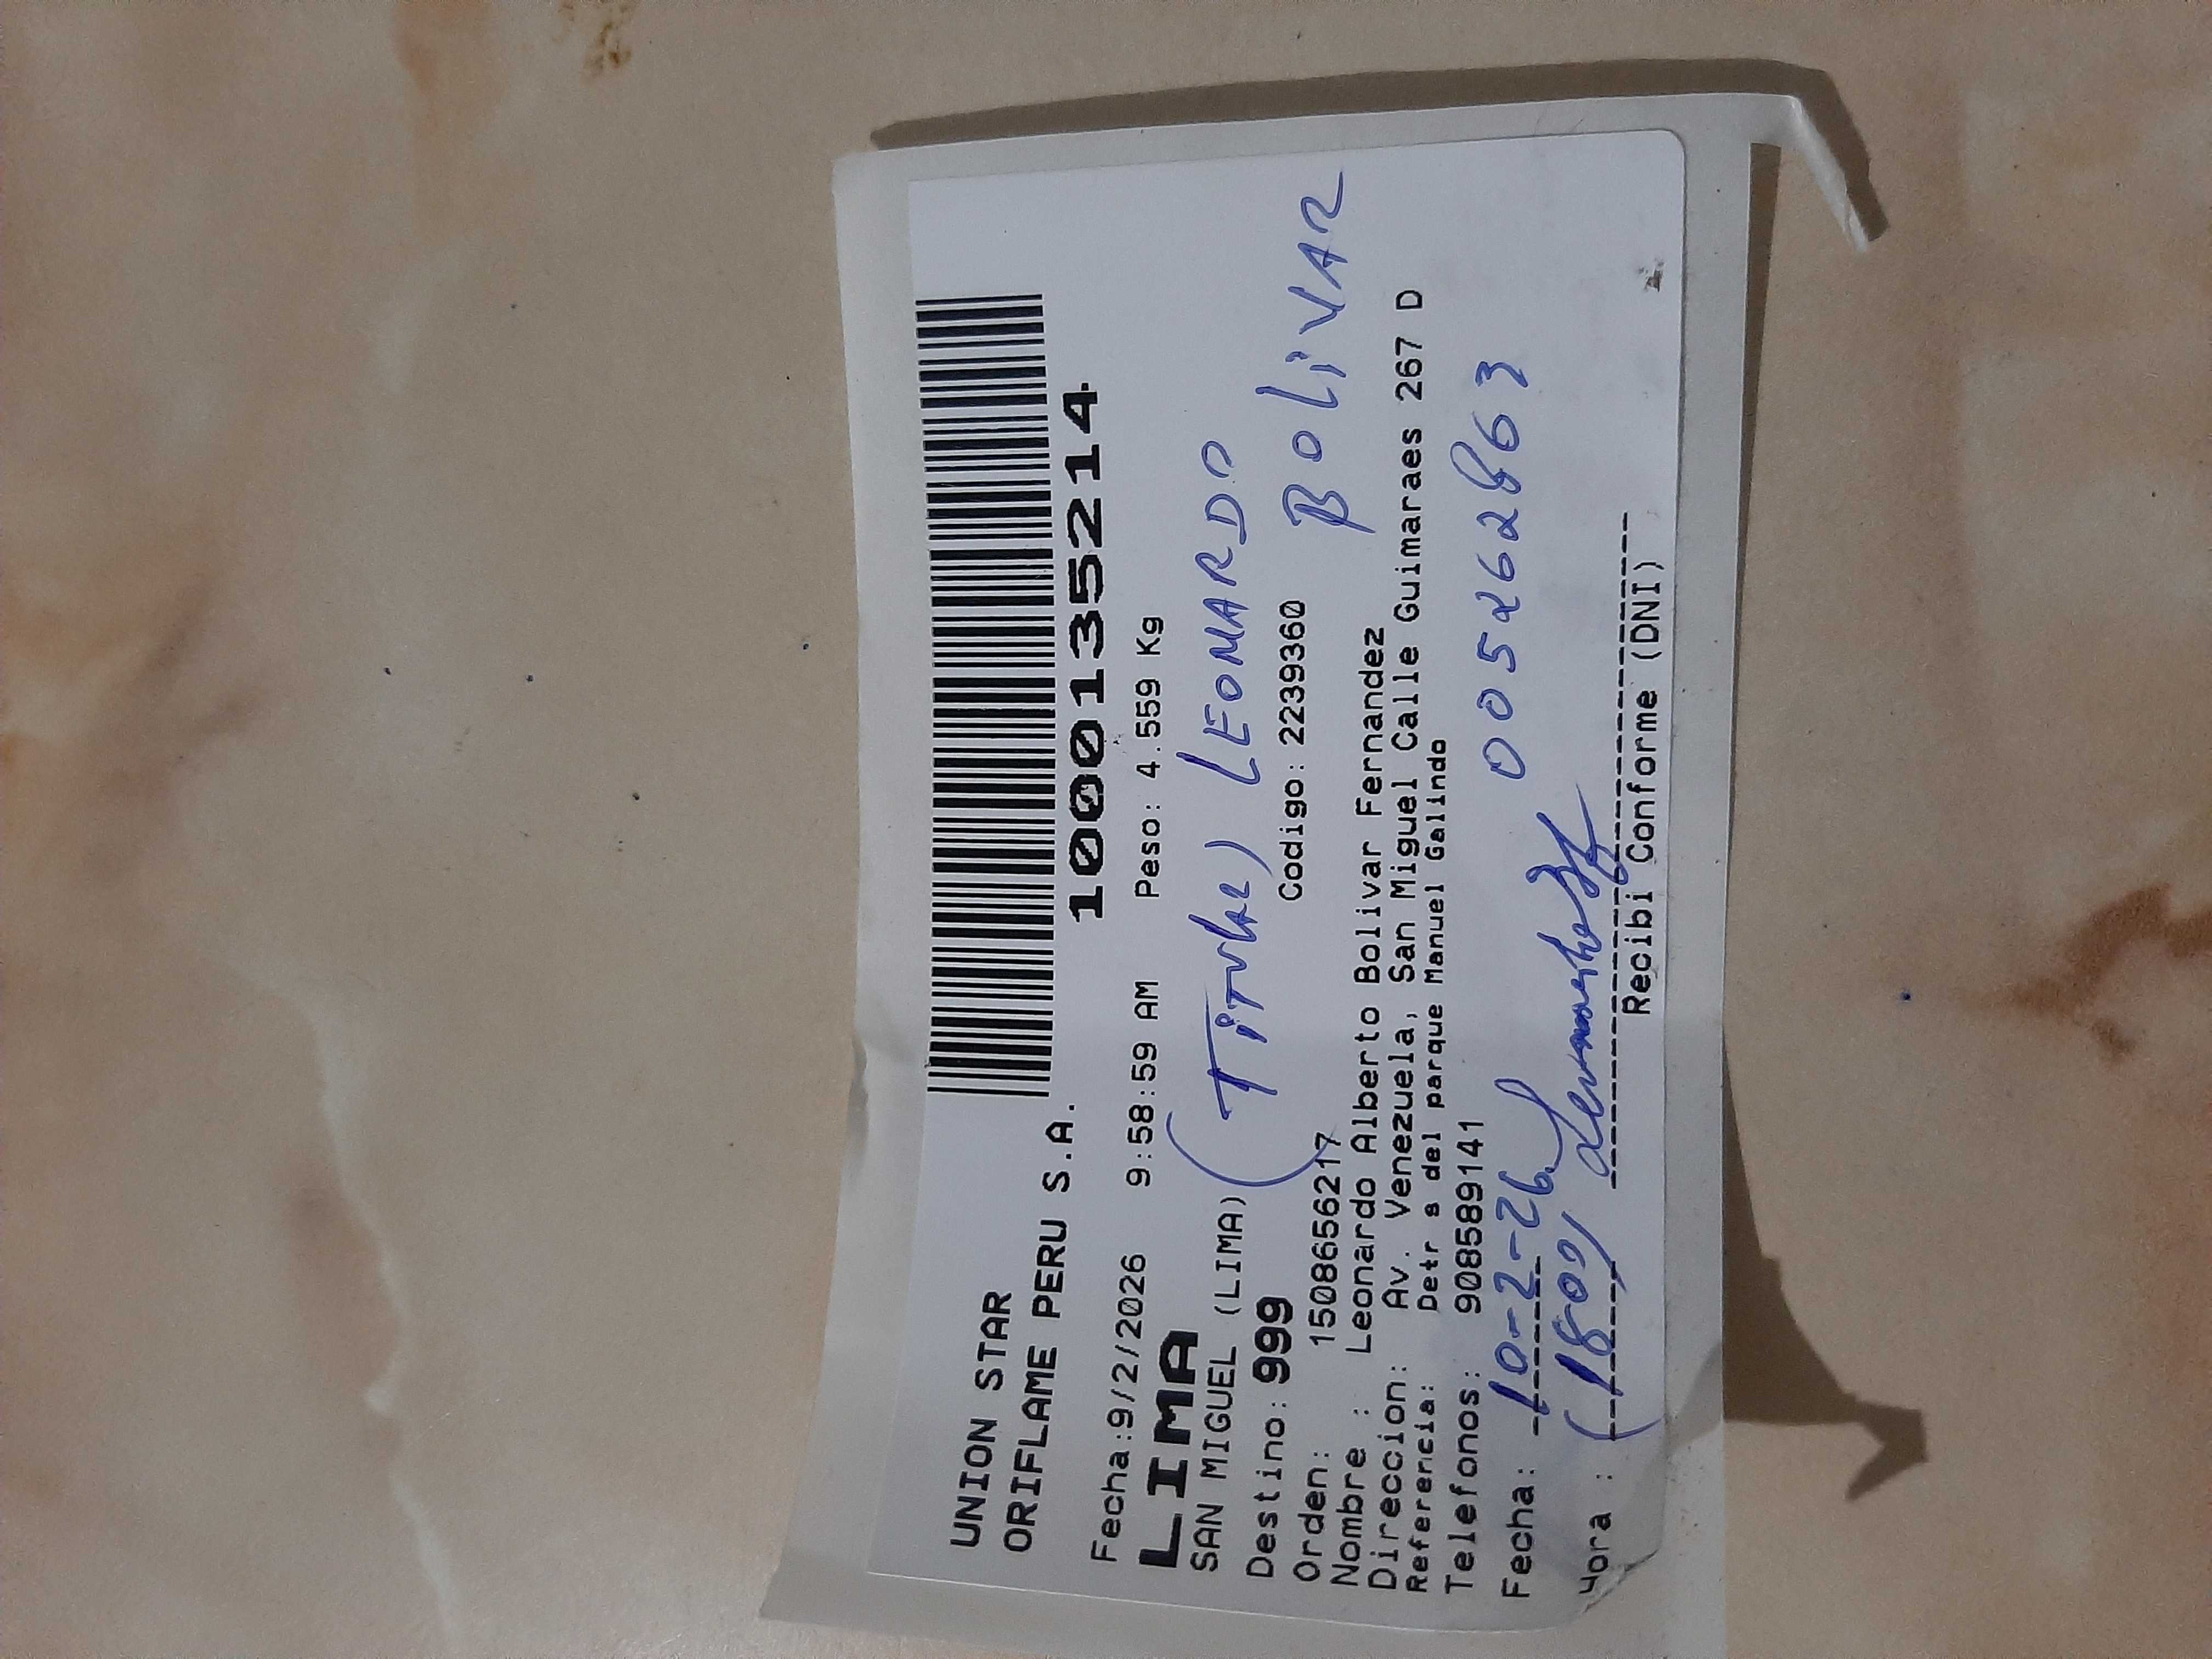 UNION STAR
ORIFLAME PERU S.A.
1000135214
Fecha:9/2/2026 9:58:59 AM Peso: 4.559 Kg
LIMA
SAN MIGUEL (LIMA)
(TITULAR) LEONARDO
BOLIVAR
Destino: 999
Orden: 1508656217 Codigo: 2239360
Nombre : Leonardo Alberto Bolivar Fernandez
Direccion: Av. Venezuela, San Miguel Calle Guimaraes 267 D
Referencia: Detr s del parque Manuel Galindo
Telefonos: 908589141
Fecha: 10-2-26 005262863
Hora : (1809)
Recibi Conforme (DNI)